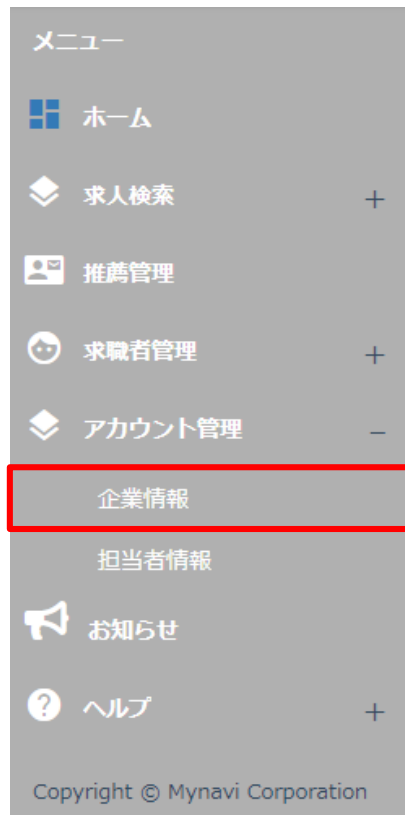 メニュー
ホーム
求人検索 +
推薦管理
求職者管理 +
アカウント管理 −
企業情報
担当者情報
お知らせ
ヘルプ +
Copyright © Mynavi Corporation